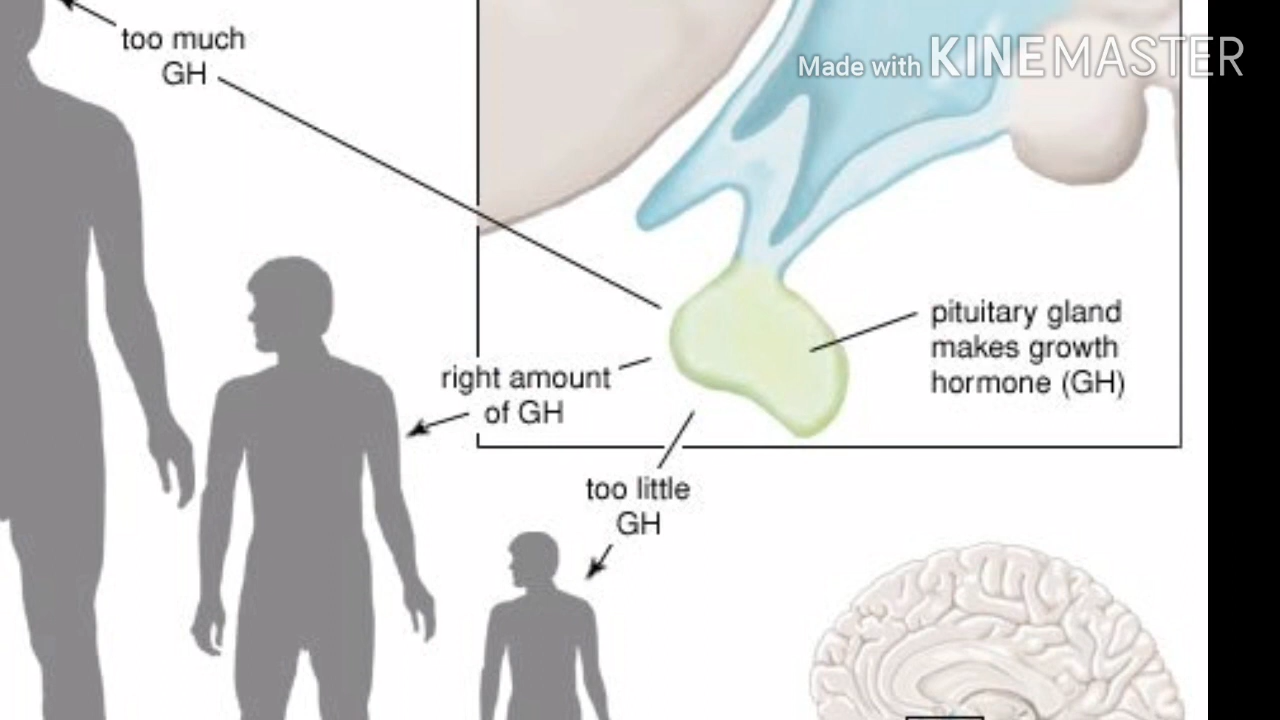 too much
GH
Made with KINEMASTER
pituitary gland
makes growth
hormone (GH)
right amount
of GH
too little
GH